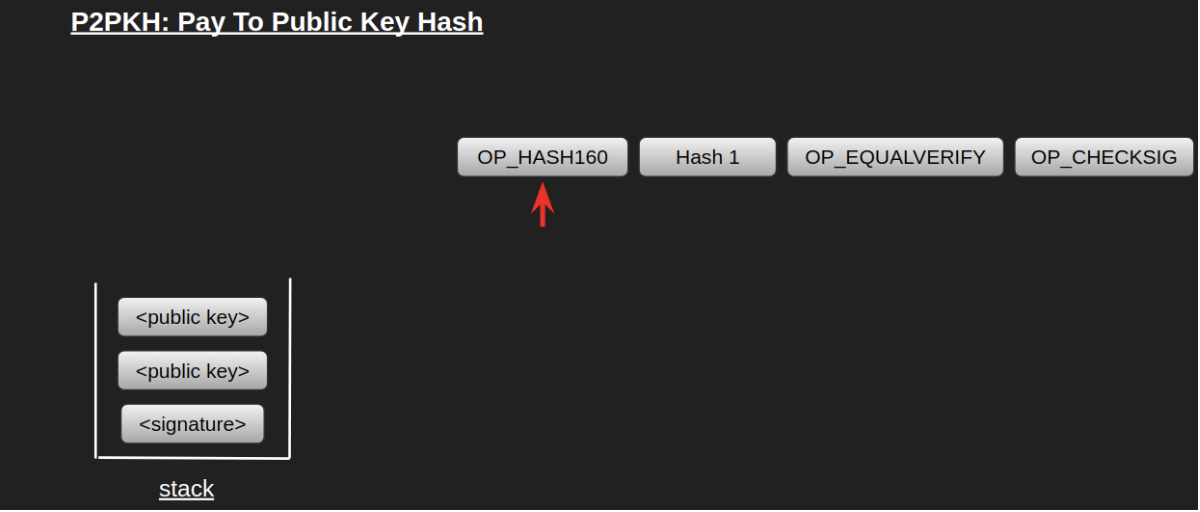 P2PKH: Pay To Public Key Hash
OP_HASH160 Hash 1 OP_EQUALVERIFY OP_CHECKSIG
<public key>
<public key>
<signature>
stack